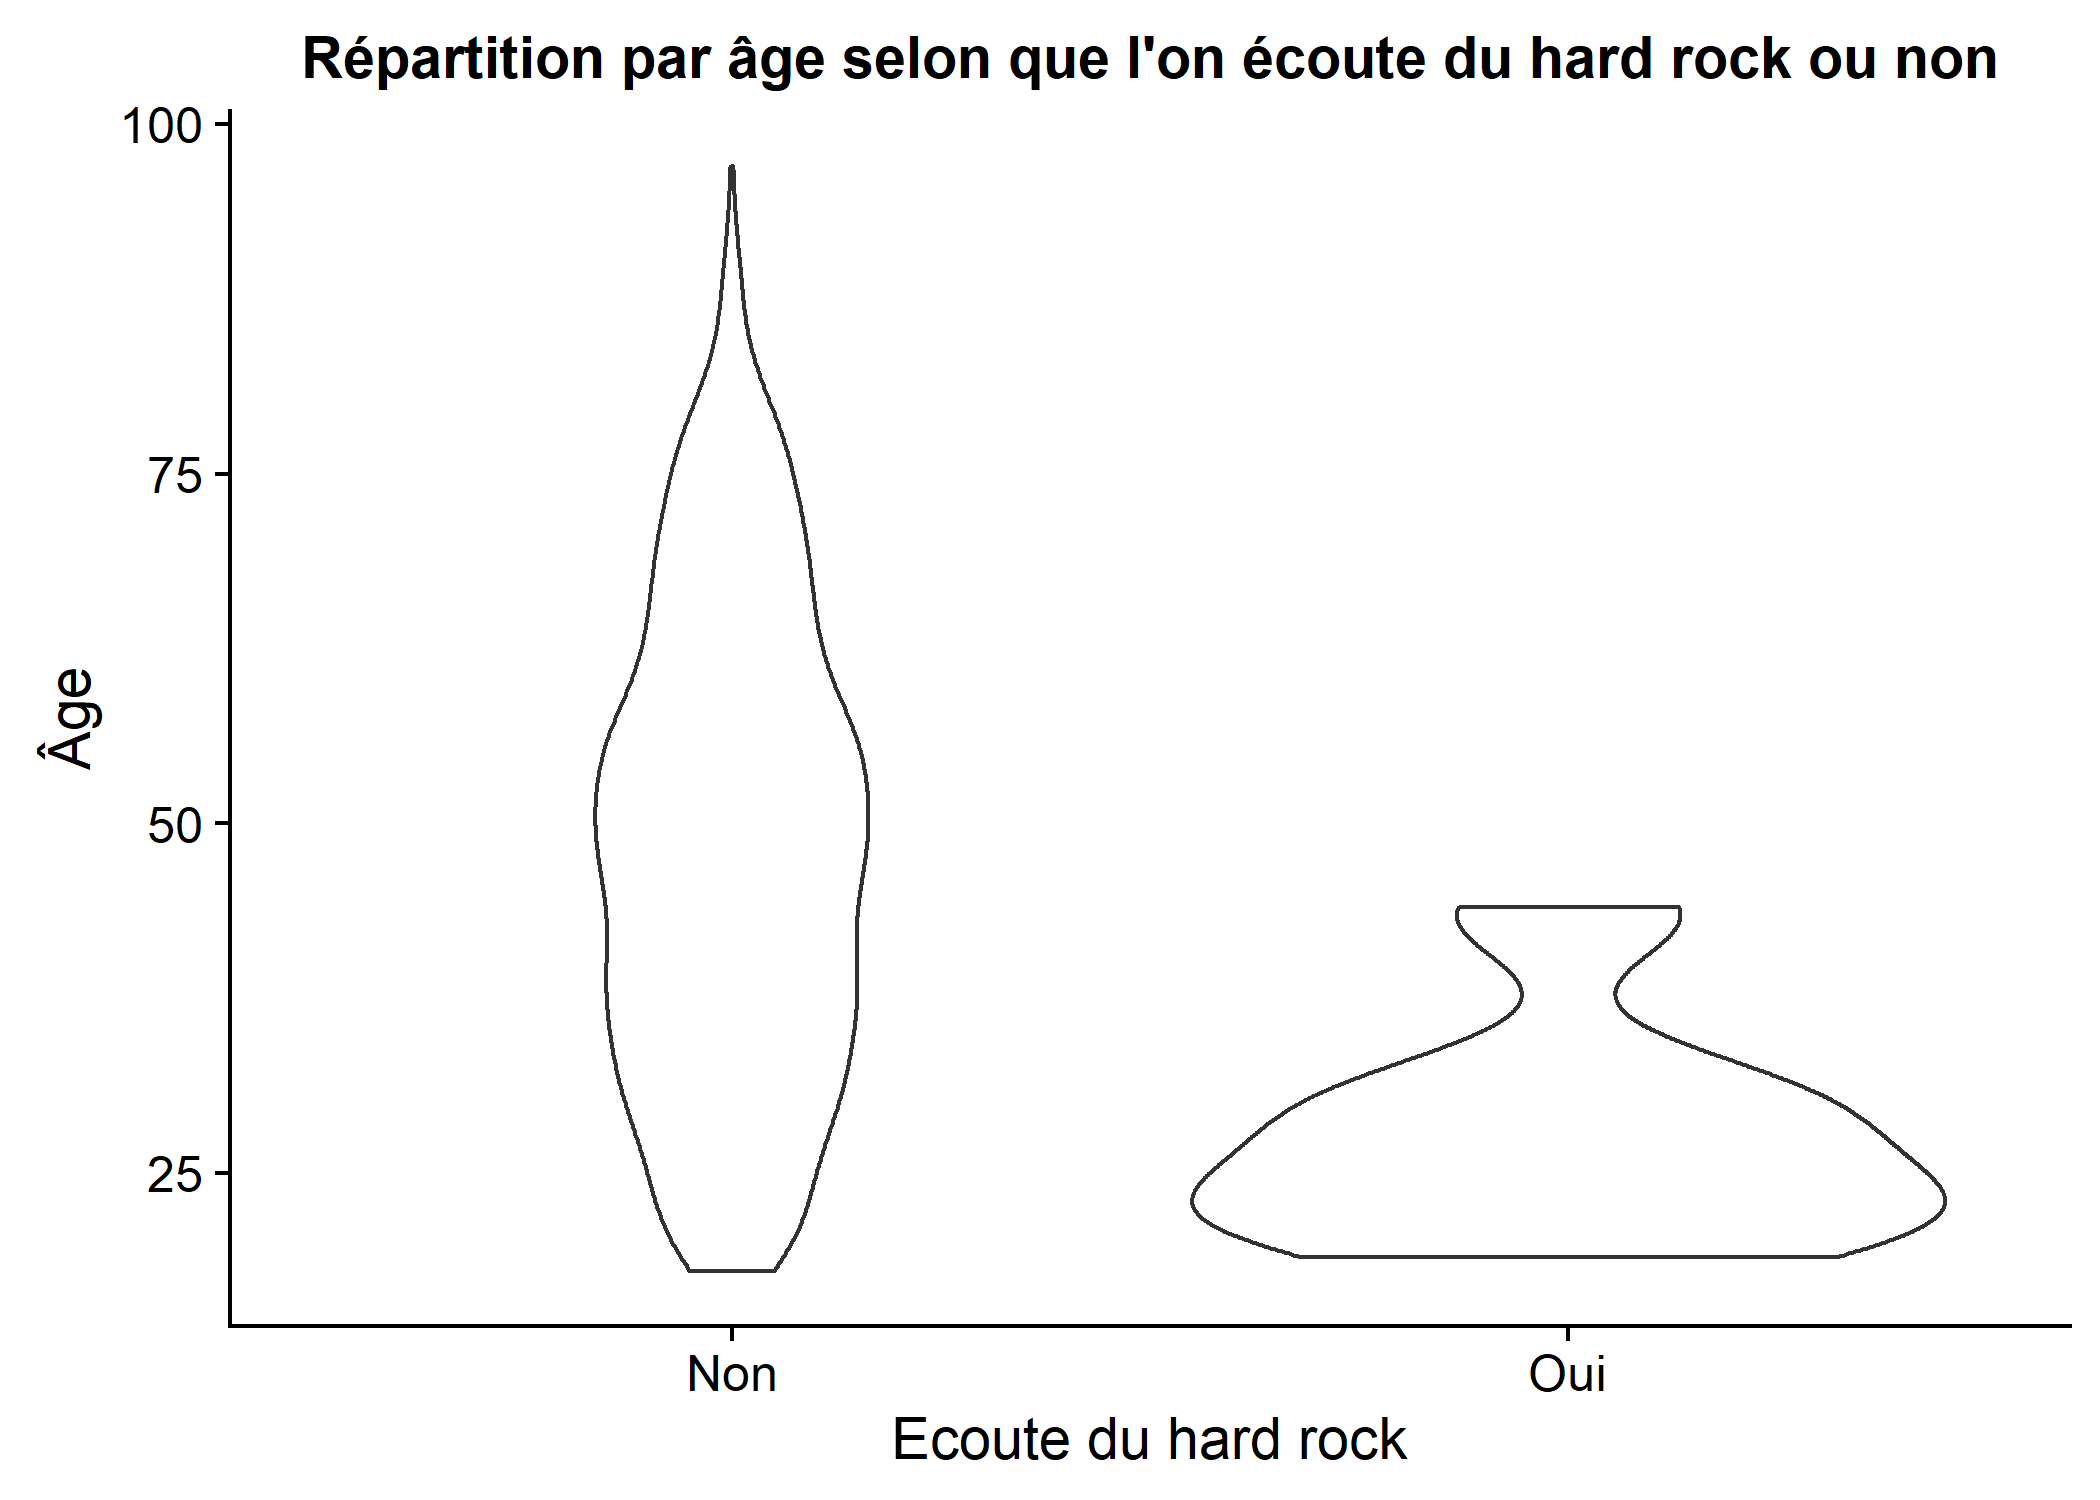 Répartition par âge selon que l'on écoute du hard rock ou non
100
75
50
25
Âge
Non
Oui
Ecoute du hard rock